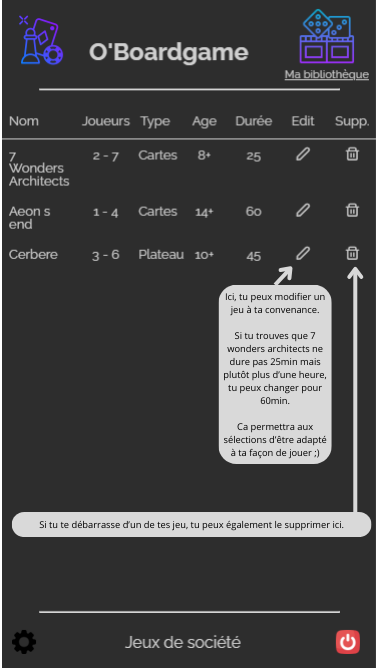 O'Boardgame
Ma bibliothèque
Nom Joueurs Type Age Durée Edit Supp.
7 Wonders Architects 2 - 7 Cartes 8+ 25
Aeon s end 1 - 4 Cartes 14+ 60
Cerbere 3 - 6 Plateau 10+ 45
Ici, tu peux modifier un
jeu à ta convenance.
Si tu trouves que 7
wonders architects ne
dure pas 25min mais
plutôt plus d'une heure,
tu peux changer pour
60min.
Ca permettra aux
sélections d'être adapté
à ta façon de jouer ;)
Si tu te débarrasse d'un de tes jeu, tu peux également le supprimer ici.
Jeux de société